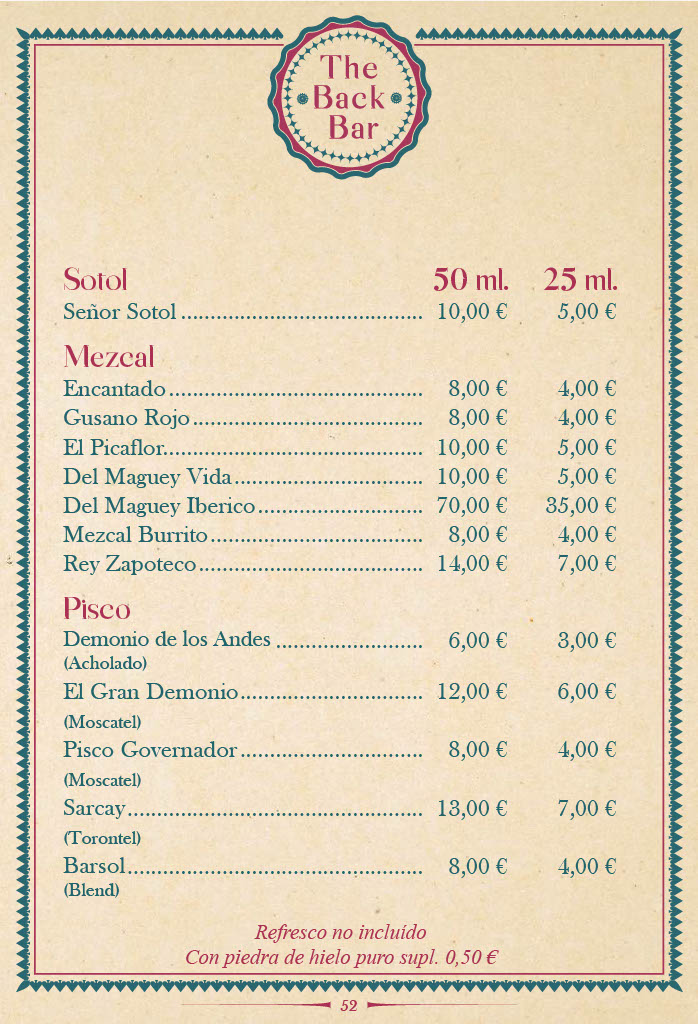 The
Back
Bar
Sotol 50 ml. 25 ml.
Señor Sotol ........................................ 10,00 € 5,00 €
Mezcal
Encantado ........................................... 8,00 € 4,00 €
Gusano Rojo ....................................... 8,00 € 4,00 €
El Picaflor............................................ 10,00 € 5,00 €
Del Maguey Vida ................................ 10,00 € 5,00 €
Del Maguey Iberico ............................ 70,00 € 35,00 €
Mezcal Burrito .................................... 8,00 € 4,00 €
Rey Zapoteco ...................................... 14,00 € 7,00 €
Pisco
Demonio de los Andes ......................... 6,00 € 3,00 €
(Acholado)
El Gran Demonio ............................... 12,00 € 6,00 €
(Moscatel)
Pisco Governador ............................... 8,00 € 4,00 €
(Moscatel)
Sarcay .................................................. 13,00 € 7,00 €
(Torontel)
Barsol .................................................. 8,00 € 4,00 €
(Blend)
Refresco no incluído
Con piedra de hielo puro supl. 0,50 €
52